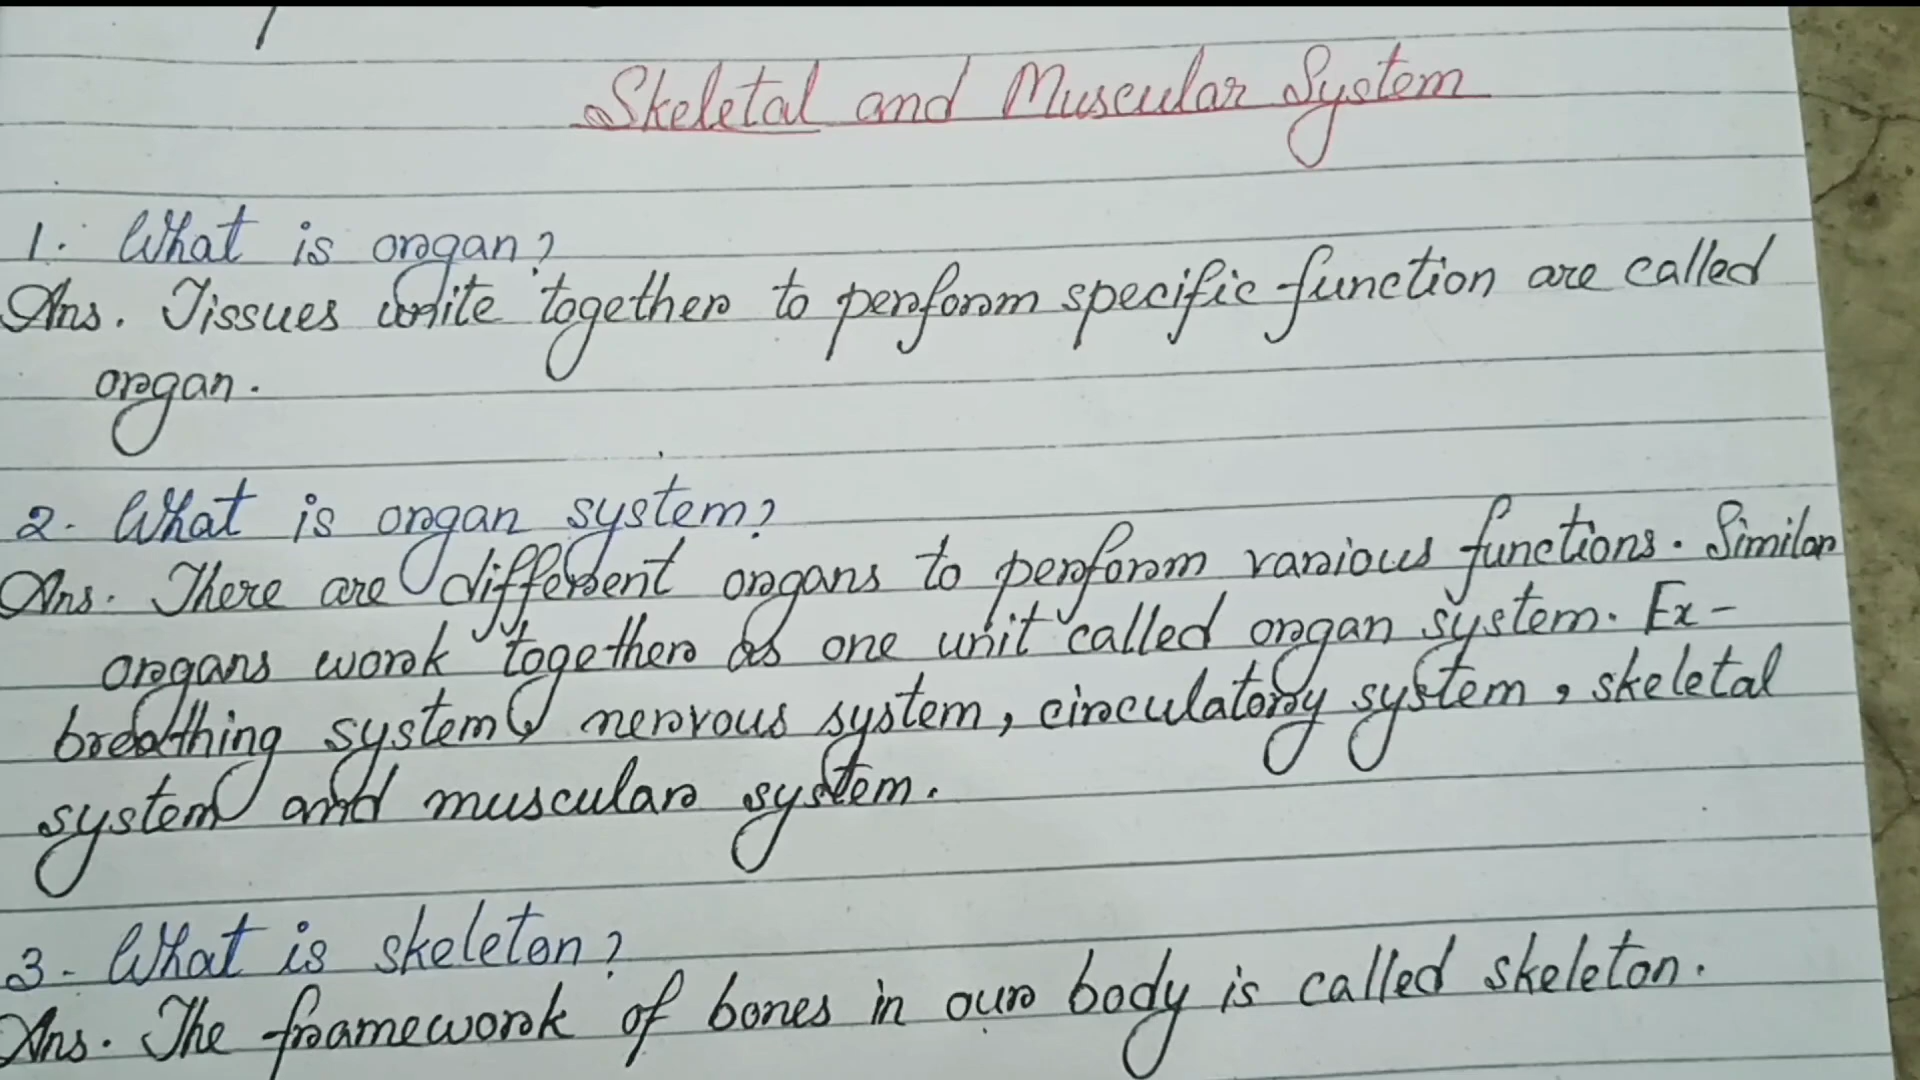 Skeletal and Muscular System
1. What is organ?
Ans. Tissues unite together to perform specific function are called
organ.
2. What is organ system?
Ans. There are different organs to perform various functions. Similar
organs work together as one unit called organ system. Ex-
breathing system, nervous system, circulatory system, skeletal
system and muscular system.
3. What is skeleton?
Ans. The framework of bones in our body is called skeleton.